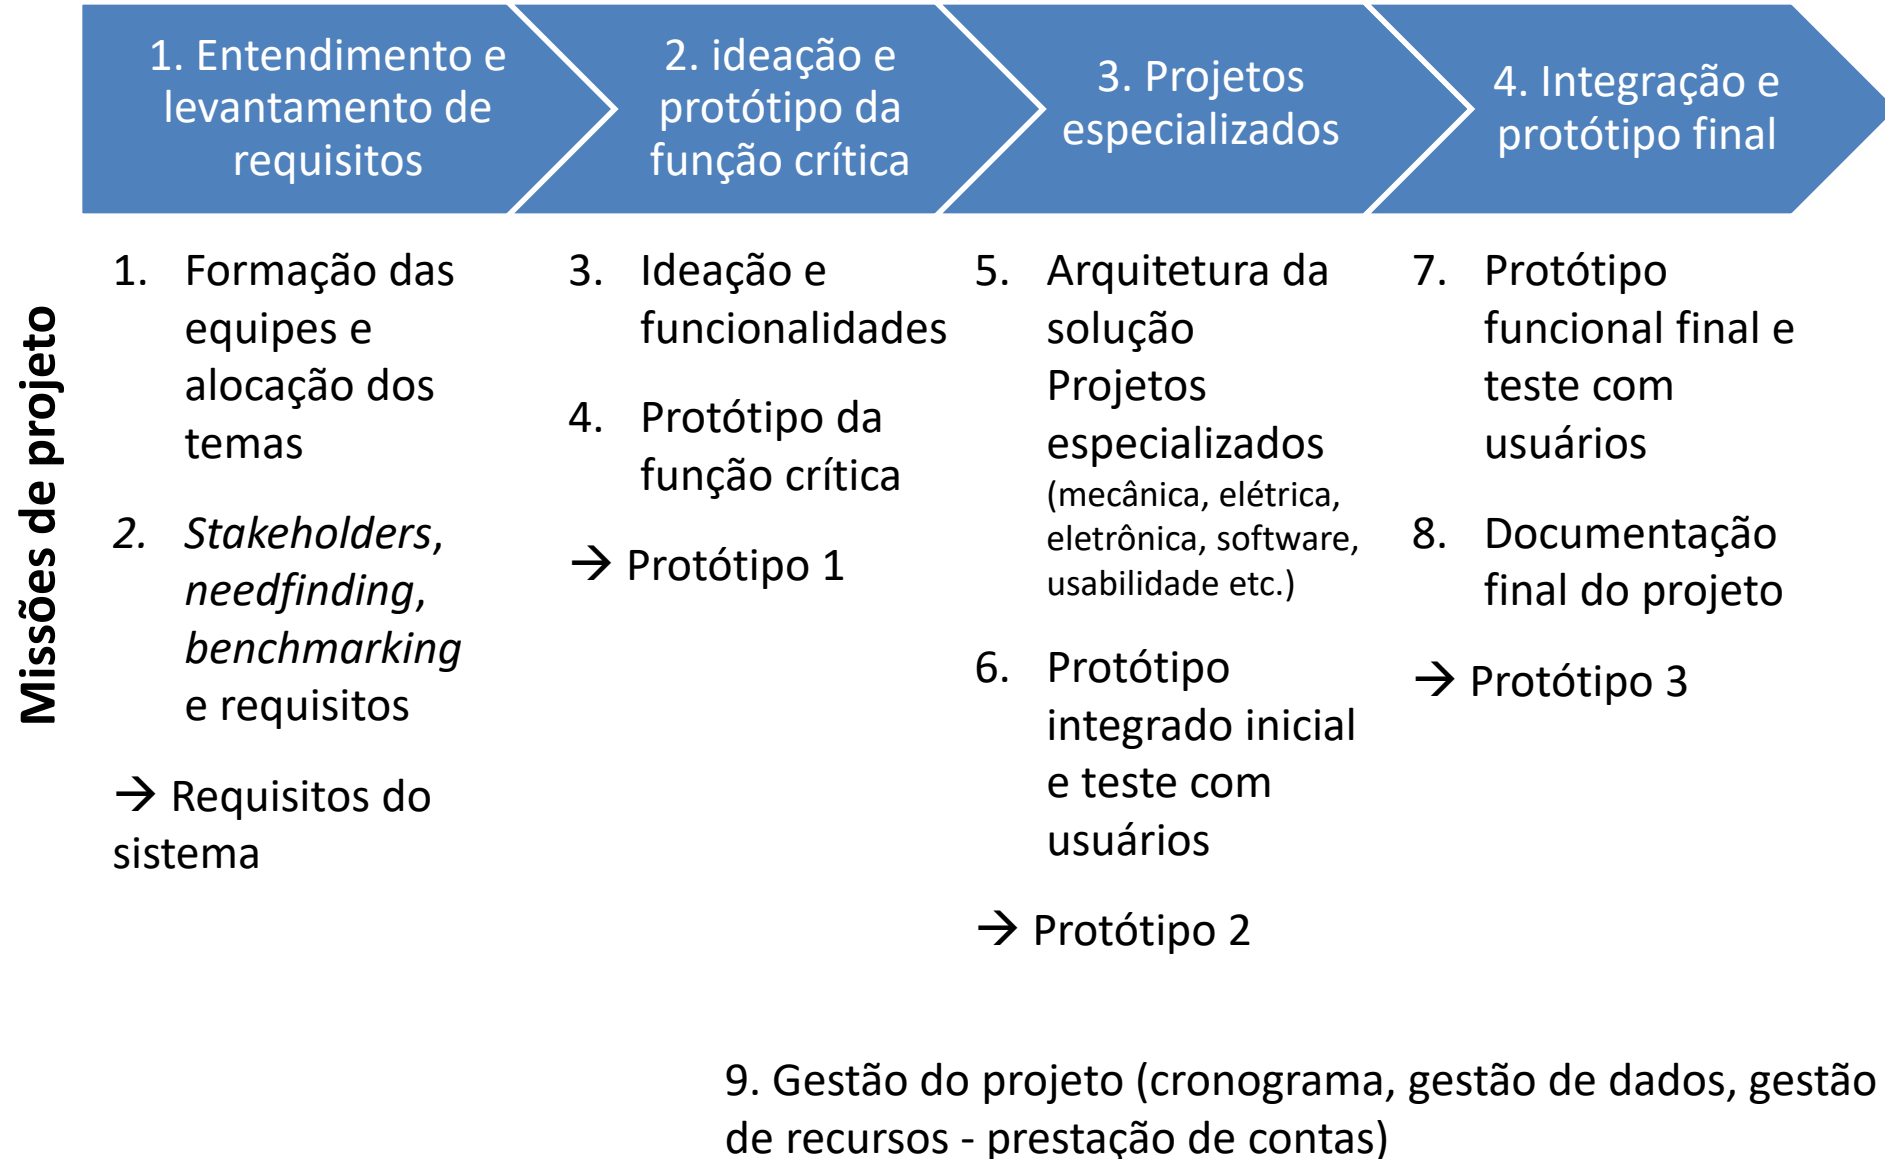 1. Entendimento e
levantamento de
requisitos
2. ideação e
protótipo da
função crítica
3. Projetos
especializados
4. Integração e
protótipo final
Missões de projeto
1. Formação das
equipes e
alocação dos
temas
2. Stakeholders,
needfinding,
benchmarking
e requisitos
→ Requisitos do
sistema
3. Ideação e
funcionalidades
4. Protótipo da
função crítica
→ Protótipo 1
5. Arquitetura da
solução
Projetos
especializados
(mecânica, elétrica,
eletrônica, software,
usabilidade etc.)
6. Protótipo
integrado inicial
e teste com
usuários
→ Protótipo 2
7. Protótipo
funcional final e
teste com
usuários
8. Documentação
final do projeto
→ Protótipo 3
9. Gestão do projeto (cronograma, gestão de dados, gestão
de recursos - prestação de contas)